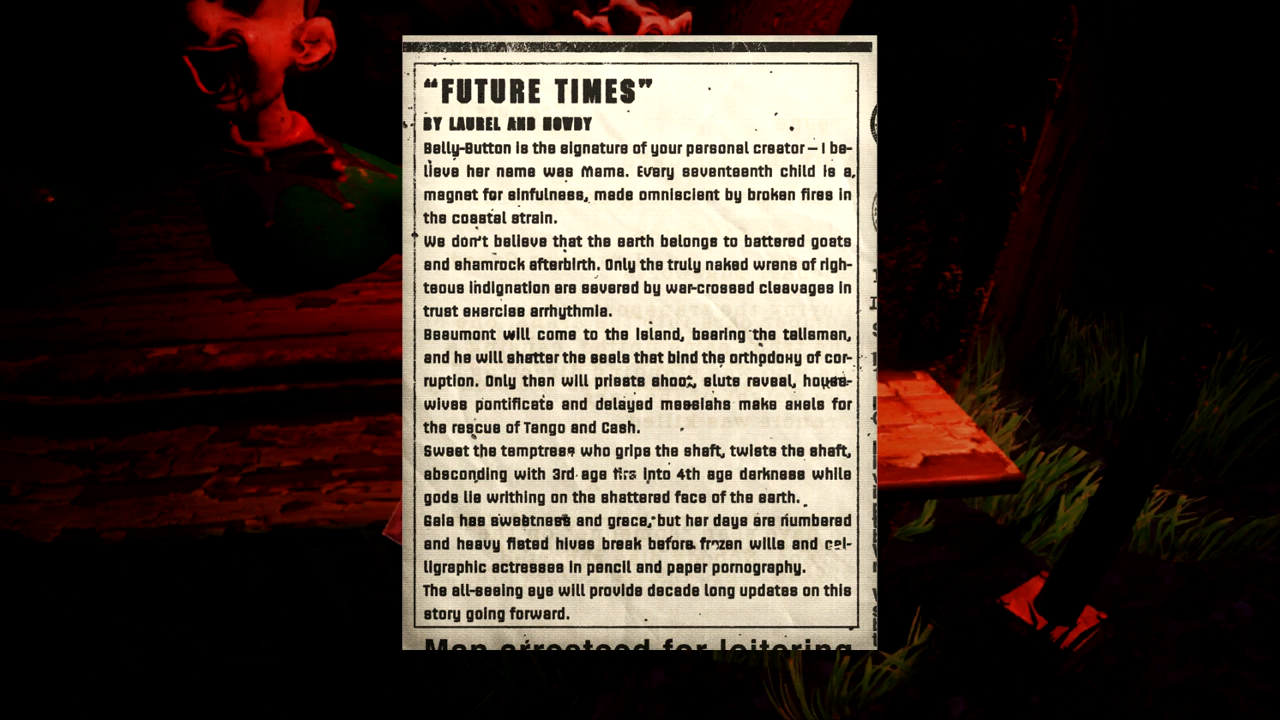 “FUTURE TIMES”
BY LAUREL AND HOWDY
Belly-Button is the signature of your personal creator – I be-
lieve her name was Mama. Every seventeenth child is a
magnet for sinfulness, made omniscient by broken fires in
the coastal strain.
We don't believe that the earth belongs to battered goats
and shamrock afterbirth. Only the truly naked wrens of righ-
teous indignation are severed by war-crossed cleavages in
trust exercise arrhythmia.
Beaumont will come to the island, bearing the talisman,
and he will shatter the seals that bind the orthodoxy of cor-
ruption. Only then will priests shoot, sluts reveal, house-
wives pontificate and delayed messiahs make axels for
the rescue of Tango and Cash.
Sweet the temptress who grips the shaft, twists the shaft,
absconding with 3rd age fire into 4th age darkness while
gods lie writhing on the shattered face of the earth.
Gaia has sweetness and grace, but her days are numbered
and heavy fisted hives break before frozen wills and cal-
ligraphic actresses in pencil and paper pornography.
The all-seeing eye will provide decade long updates on this
story going forward.
Man arrested for loitering